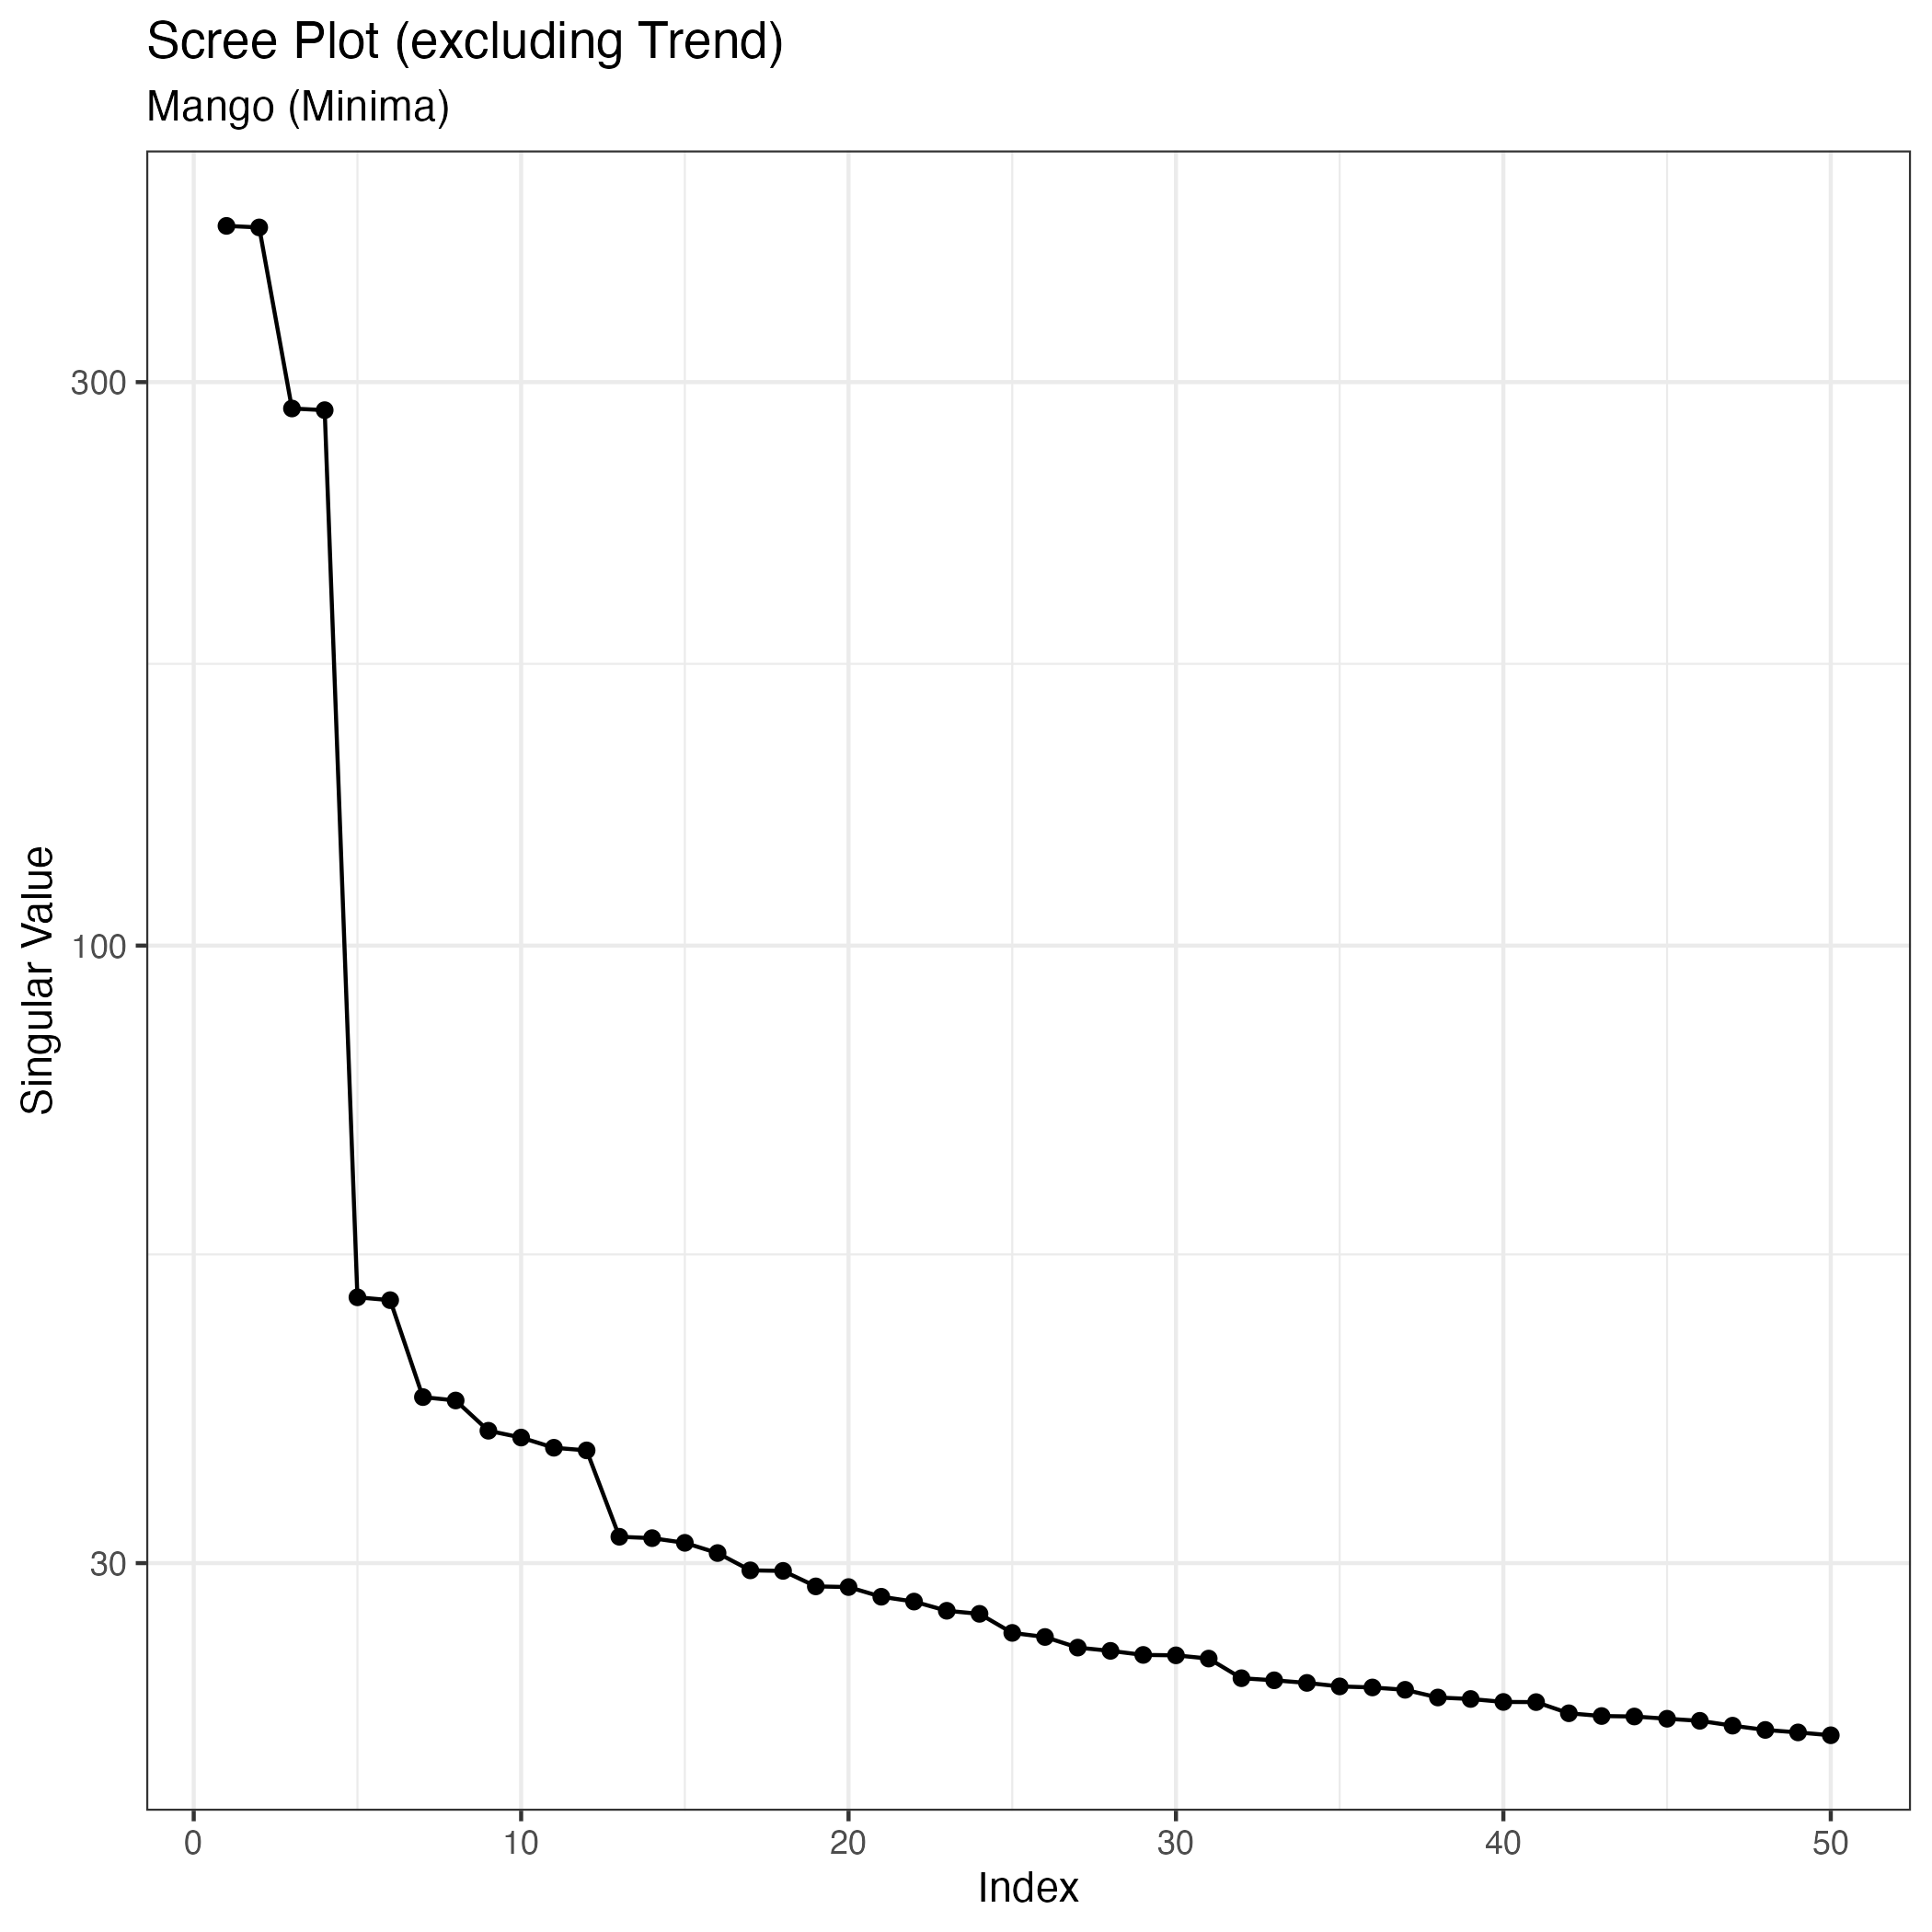 Scree Plot (excluding Trend)
Mango (Minima)
300
100
30
Singular Value
0 10 20 30 40 50
Index